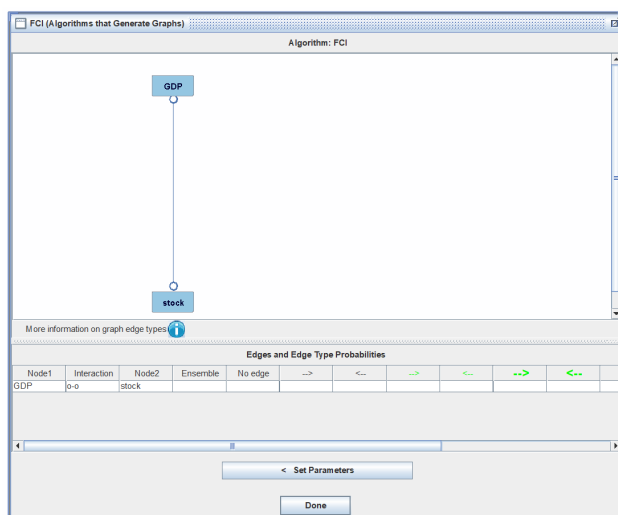 FCI (Algorithms that Generate Graphs)
Algorithm: FCI
GDP
stock
More information on graph edge types
Edges and Edge Type Probabilities
Node1 Interaction Node2 Ensemble No edge --> <-- --> <-- --> <--
GDP o-o stock
< Set Parameters
Done